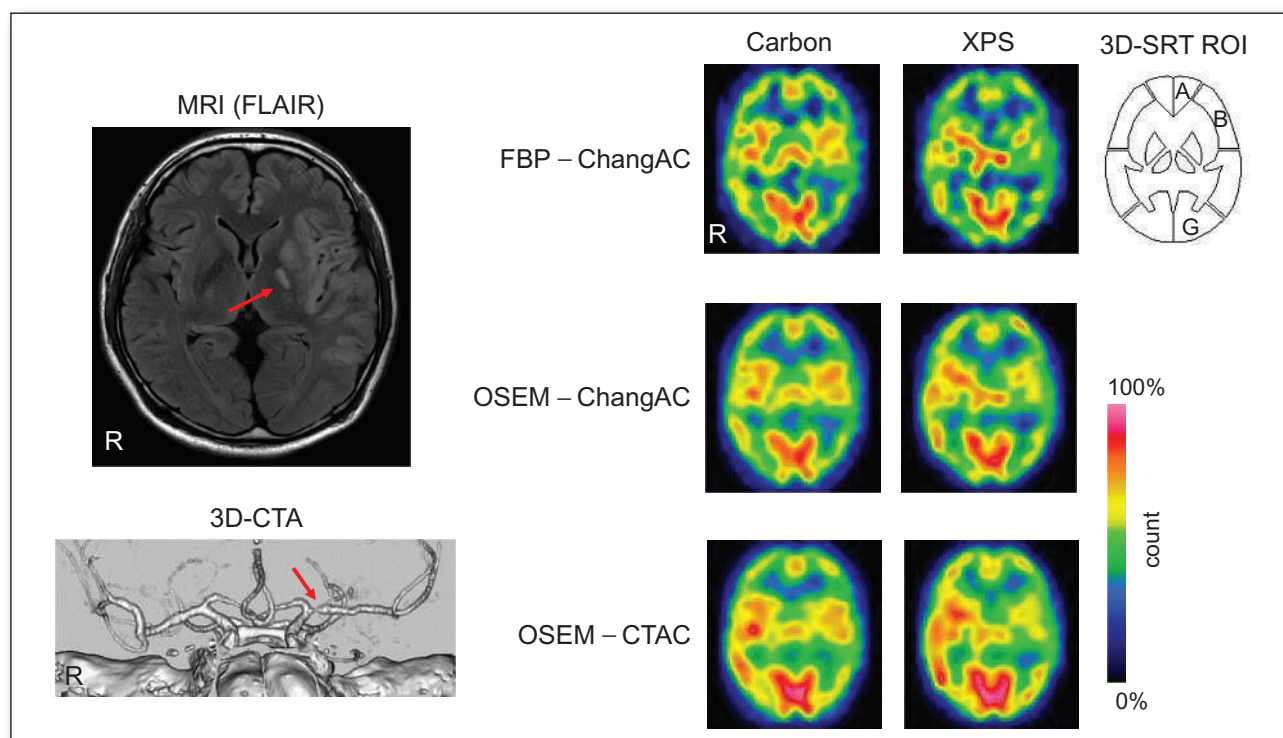 Carbon
XPS
3D-SRT ROI
MRI (FLAIR)
A
B
G
FBP – ChangAC
R
R
OSEM – ChangAC
100%
count
0%
3D-CTA
R
OSEM – CTAC